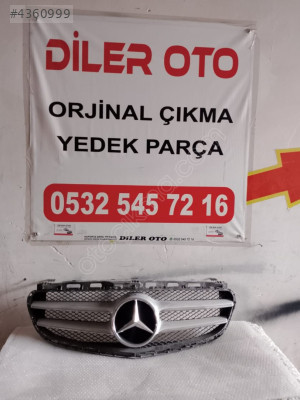 #4360999
DİLER OTO
ORJİNAL ÇIKMA
YEDEK PARÇA
0532 545 72 16
DİLER OTO